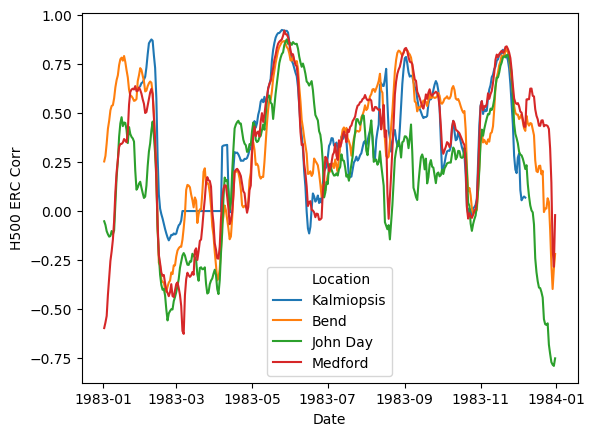 H500 ERC Corr
1.00
0.75
0.50
0.25
0.00
−0.25
−0.50
−0.75
Location
Kalmiopsis
Bend
John Day
Medford
1983-01 1983-03 1983-05 1983-07 1983-09 1983-11 1984-01
Date